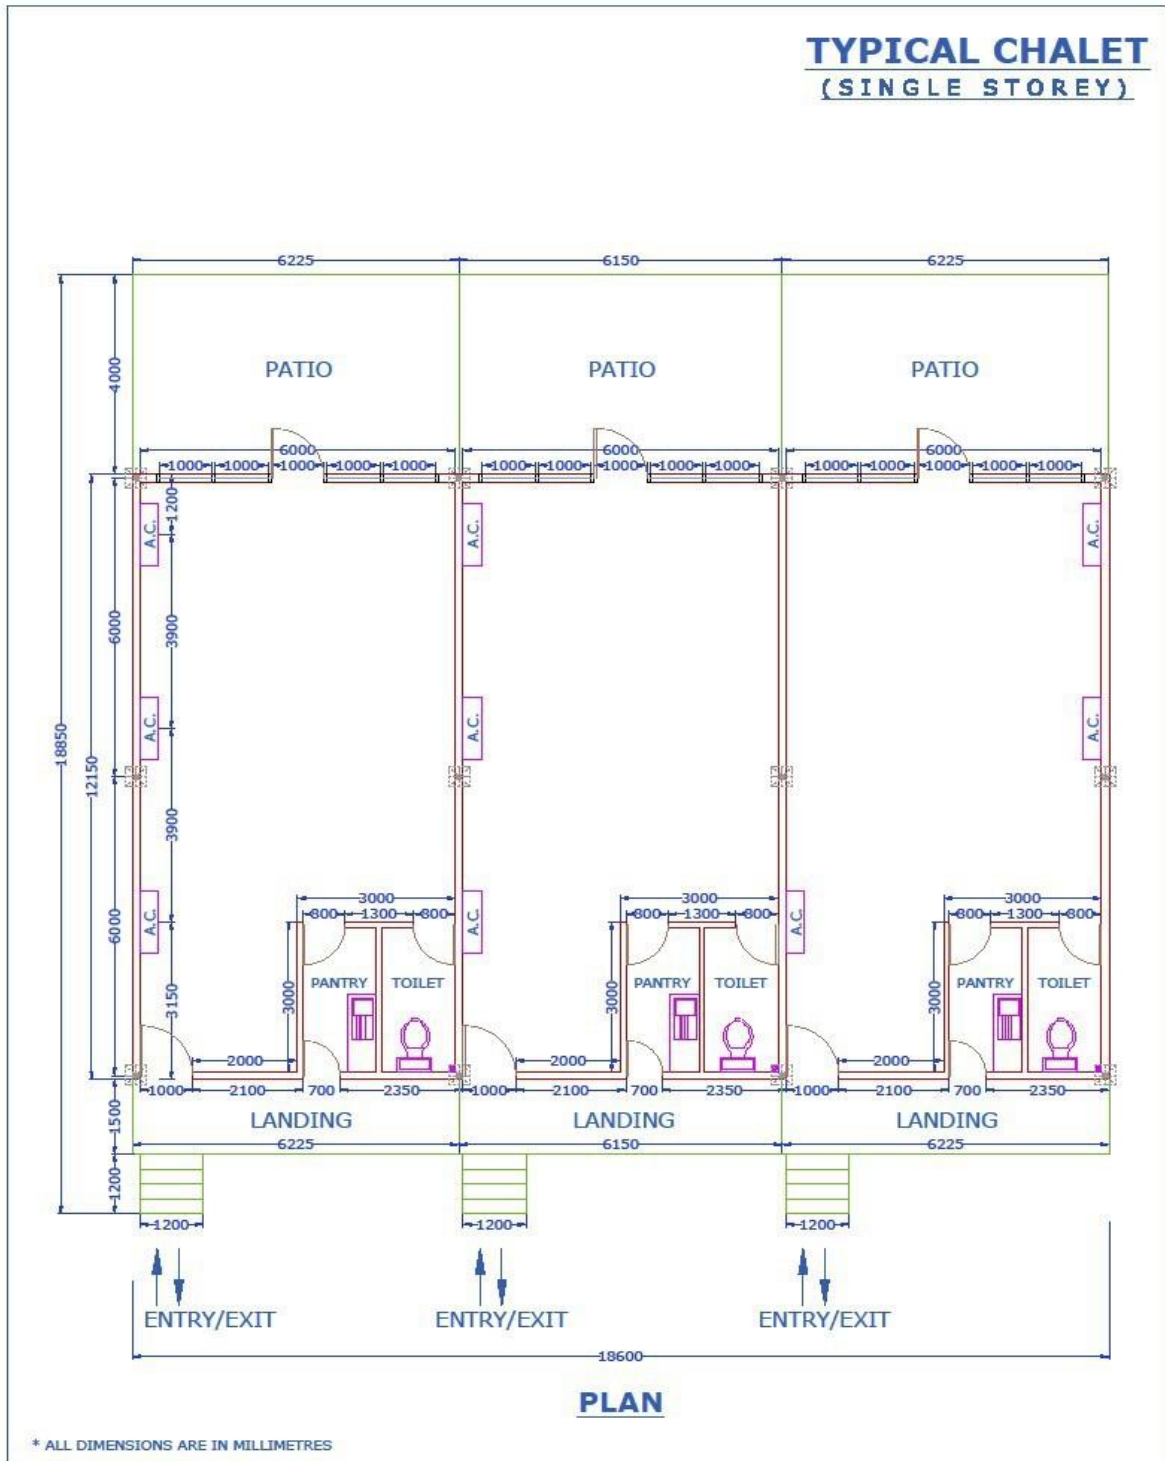 TYPICAL CHALET
(SINGLE STOREY)
6225 6150 6225
4000
PATIO PATIO PATIO
6000 6000 6000
1000 1000 1000 1000 1000 1000 1000 1000 1000 1000 1000 1000 1000 1000 1000
1200
A.C. A.C. A.C.
6000 3900
A.C. A.C. A.C.
18850 12150
3900
3000 3000 3000
800 1300 800 800 1300 800 800 1300 800
6000 A.C. A.C. A.C.
PANTRY TOILET PANTRY TOILET PANTRY TOILET
3150 3000 3000 3000
2000 2000 2000
1000 2100 700 2350 1000 2100 700 2350 1000 2100 700 2350
1500
LANDING LANDING LANDING
6225 6150 6225
1200
1200 1200 1200
ENTRY/EXIT ENTRY/EXIT ENTRY/EXIT
18600
PLAN
* ALL DIMENSIONS ARE IN MILLIMETRES